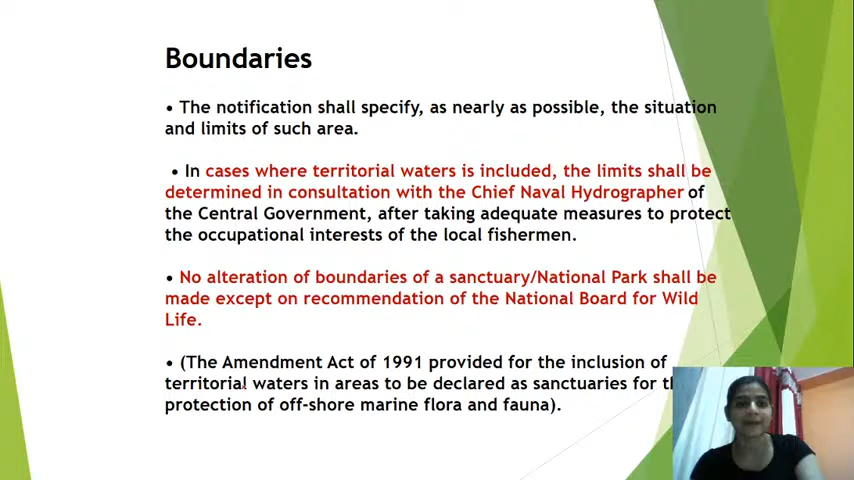 Boundaries
• The notification shall specify, as nearly as possible, the situation
and limits of such area.
• In cases where territorial waters is included, the limits shall be
determined in consultation with the Chief Naval Hydrographer of
the Central Government, after taking adequate measures to protect
the occupational interests of the local fishermen.
• No alteration of boundaries of a sanctuary/National Park shall be
made except on recommendation of the National Board for Wild
Life.
• (The Amendment Act of 1991 provided for the inclusion of
territorial waters in areas to be declared as sanctuaries for
protection of off-shore marine flora and fauna).